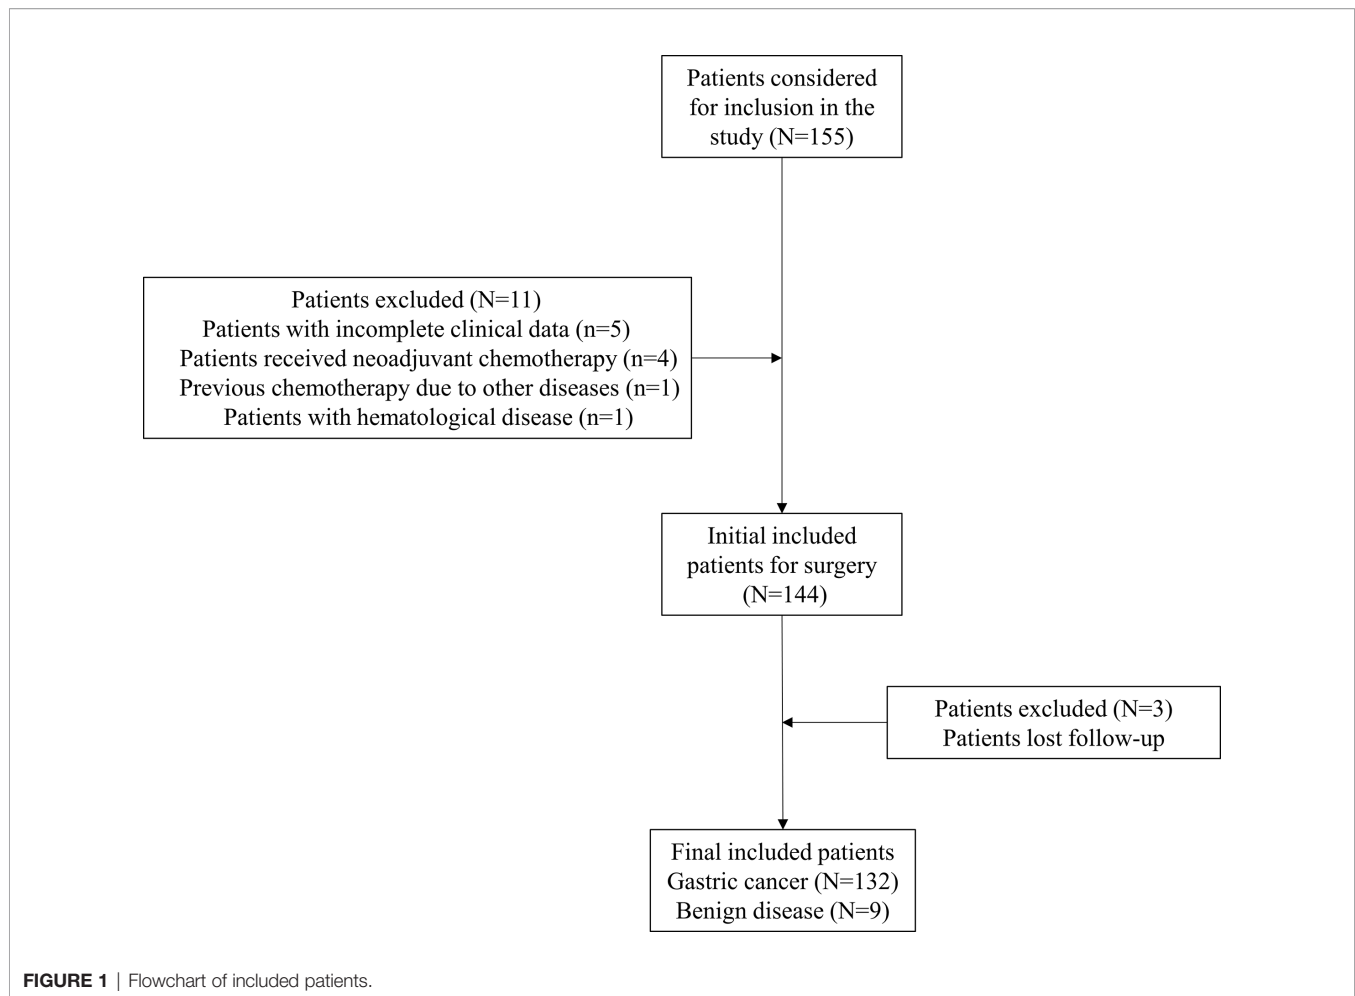 Patients considered
for inclusion in the
study (N=155)
Patients excluded (N=11)
Patients with incomplete clinical data (n=5)
Patients received neoadjuvant chemotherapy (n=4)
Previous chemotherapy due to other diseases (n=1)
Patients with hematological disease (n=1)
Initial included
patients for surgery
(N=144)
Patients excluded (N=3)
Patients lost follow-up
Final included patients
Gastric cancer (N=132)
Benign disease (N=9)
FIGURE 1 | Flowchart of included patients.